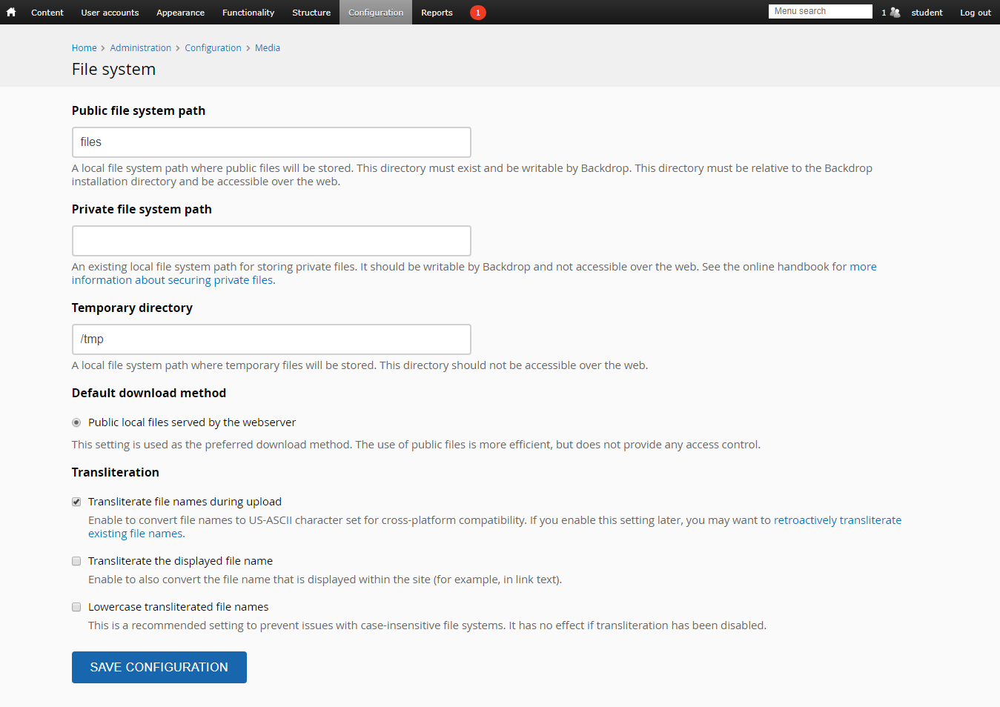 Content User accounts Appearance Functionality Structure Configuration Reports 1 Menu search 1 student Log out
Home › Administration › Configuration › Media
File system
Public file system path
files
A local file system path where public files will be stored. This directory must exist and be writable by Backdrop. This directory must be relative to the Backdrop
installation directory and be accessible over the web.
Private file system path
An existing local file system path for storing private files. It should be writable by Backdrop and not accessible over the web. See the online handbook for more
information about securing private files.
Temporary directory
/tmp
A local file system path where temporary files will be stored. This directory should not be accessible over the web.
Default download method
Public local files served by the webserver
This setting is used as the preferred download method. The use of public files is more efficient, but does not provide any access control.
Transliteration
Transliterate file names during upload
Enable to convert file names to US-ASCII character set for cross-platform compatibility. If you enable this setting later, you may want to retroactively transliterate
existing file names.
Transliterate the displayed file name
Enable to also convert the file name that is displayed within the site (for example, in link text).
Lowercase transliterated file names
This is a recommended setting to prevent issues with case-insensitive file systems. It has no effect if transliteration has been disabled.
SAVE CONFIGURATION